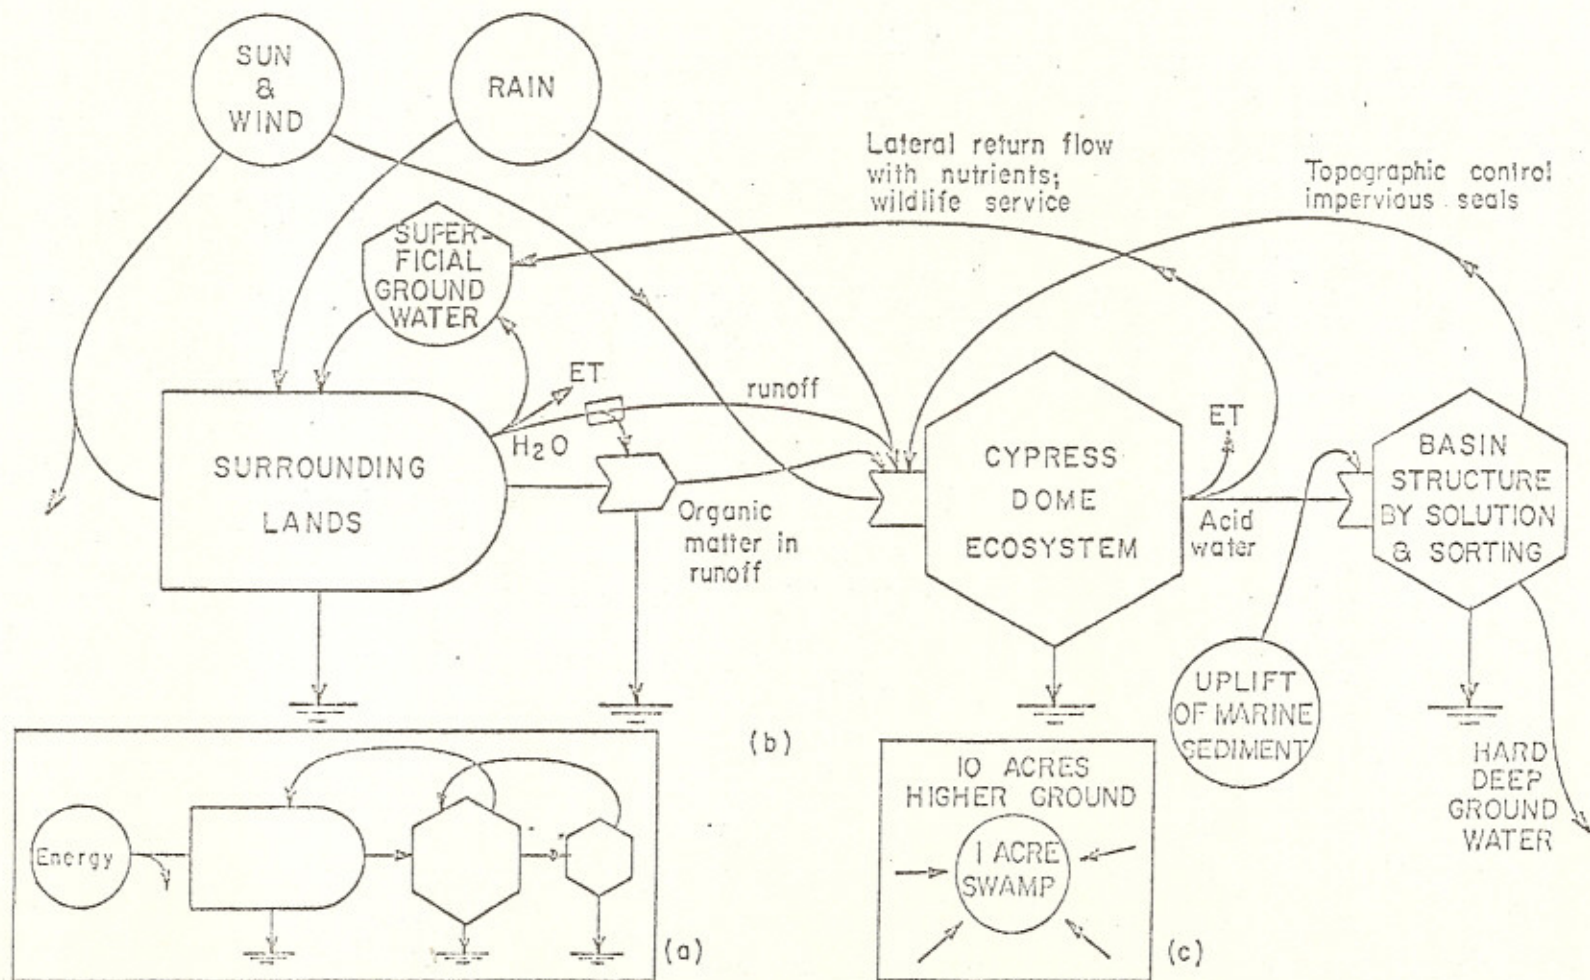 SUN
&
WIND
RAIN
Lateral return flow
with nutrients;
wildlife service
Topographic control
impervious seals
SUPER-
FICIAL
GROUND
WATER
ET
runoff
H2O
SURROUNDING
LANDS
Organic
matter in
runoff
CYPRESS
DOME
ECOSYSTEM
ET
Acid
water
BASIN
STRUCTURE
BY SOLUTION
& SORTING
UPLIFT
OF MARINE
SEDIMENT
HARD
DEEP
GROUND
WATER
(b)
Energy
(a)
10 ACRES
HIGHER GROUND
1 ACRE
SWAMP
(c)